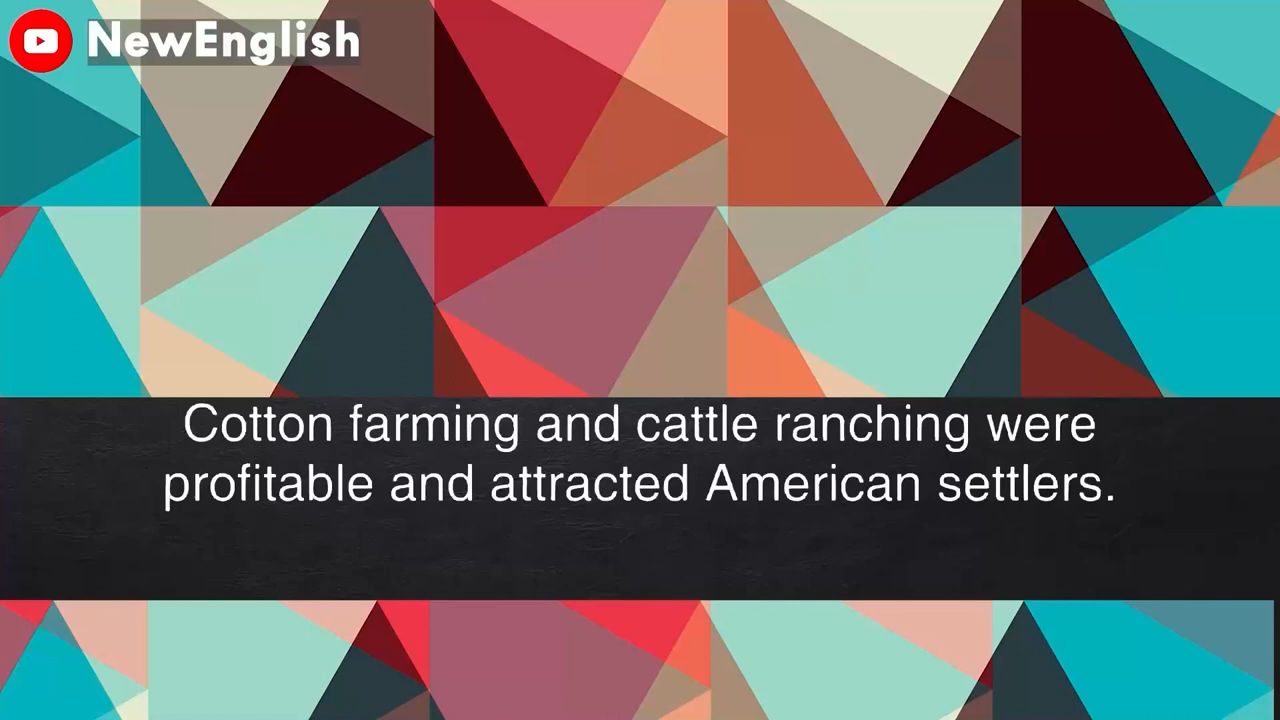 NewEnglish
Cotton farming and cattle ranching were
profitable and attracted American settlers.